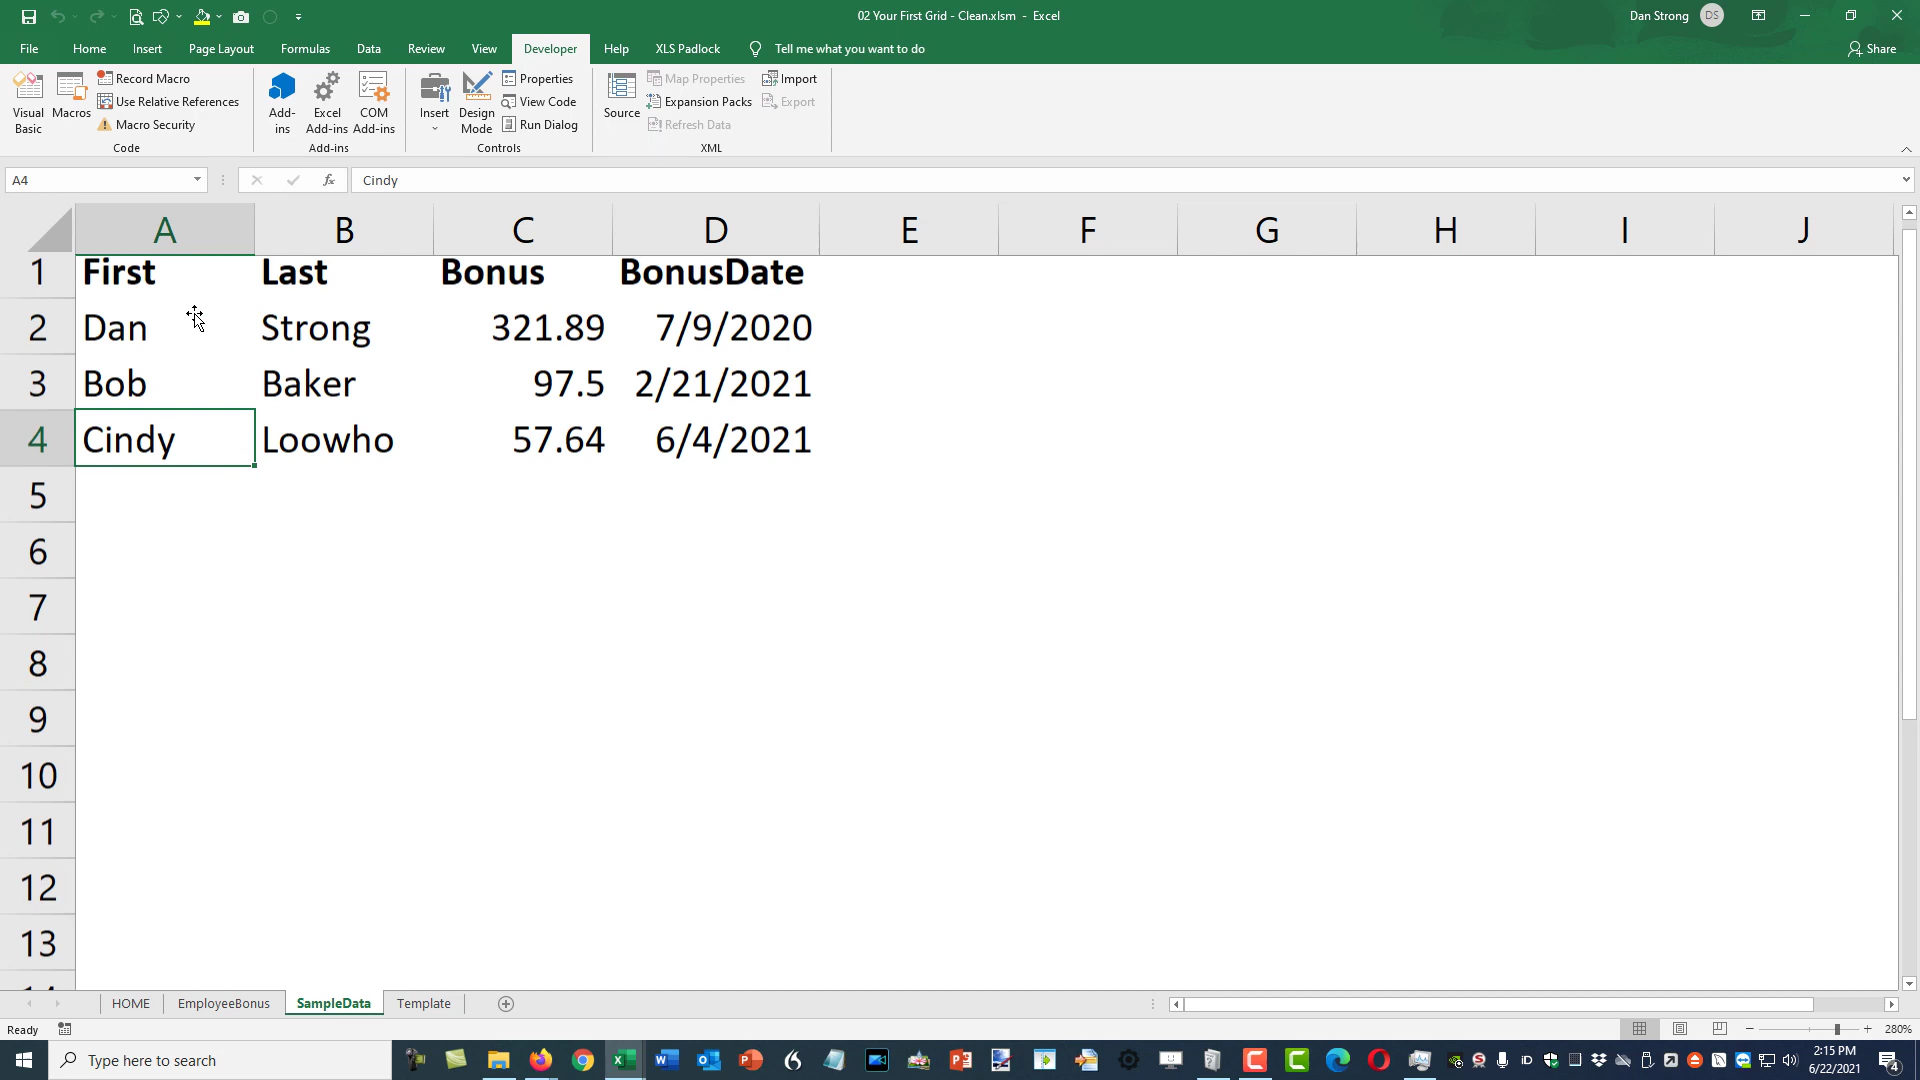 02 Your First Grid - Clean.xlsm - Excel
Dan Strong DS
File Home Insert Page Layout Formulas Data Review View Developer Help XLS Padlock Tell me what you want to do Share
Visual Basic
Macros
Record Macro
Use Relative References
Macro Security
Code
Add-ins
Excel Add-ins
COM Add-ins
Add-ins
Insert
Design Mode
Properties
View Code
Run Dialog
Controls
Source
Map Properties
Expansion Packs
Refresh Data
Import
Export
XML
A4 fx Cindy
A B C D E F G H I J
1 First Last Bonus BonusDate
2 Dan Strong 321.89 7/9/2020
3 Bob Baker 97.5 2/21/2021
4 Cindy Loowho 57.64 6/4/2021
5
6
7
8
9
10
11
12
13
HOME EmployeeBonus SampleData Template
Ready 280%
Type here to search
2:15 PM
6/22/2021
4